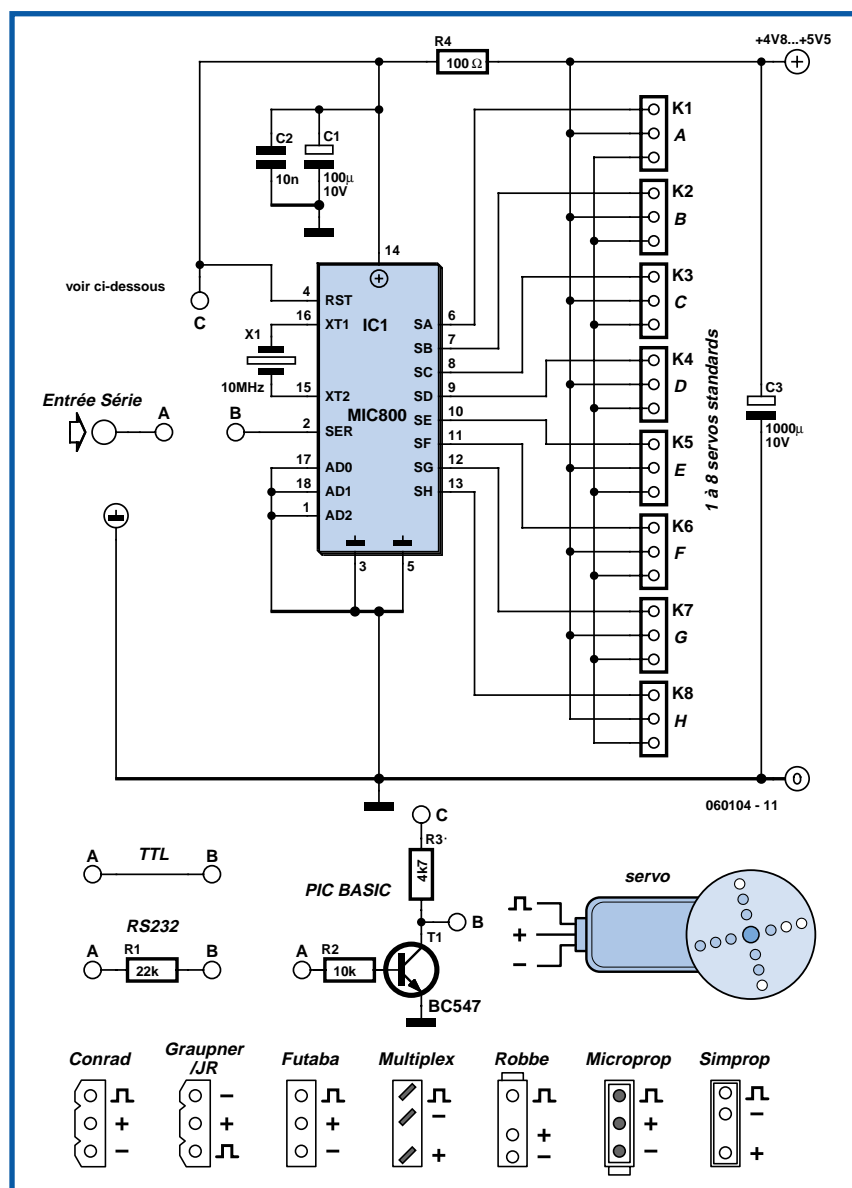 R4
100 Ω
+4V8...+5V5
C2
10n
C1
100µ
10V
K1
A
K2
B
K3
C
K4
D
K5
E
K6
F
K7
G
K8
H
1 à 8 servos standards
C3
1000µ
10V
voir ci-dessous
C
14
4
RST
16
XT1
IC1
X1
10MHz
15
XT2
MIC800
2
SER
17
AD0
18
AD1
1
AD2
3
5
SA
6
SB
7
SC
8
SD
9
SE
10
SF
11
SG
12
SH
13
Entrée Série
A
B
0
060104 - 11
A
TTL
B
RS232
A
R1
22k
B
PIC BASIC
C
R3
4k7
B
T1
A
R2
10k
BC547
servo
+
–
Conrad
+
–
Graupner
/JR
–
+
Futaba
+
–
Multiplex
–
+
Robbe
+
–
Microprop
+
–
Simprop
–
+